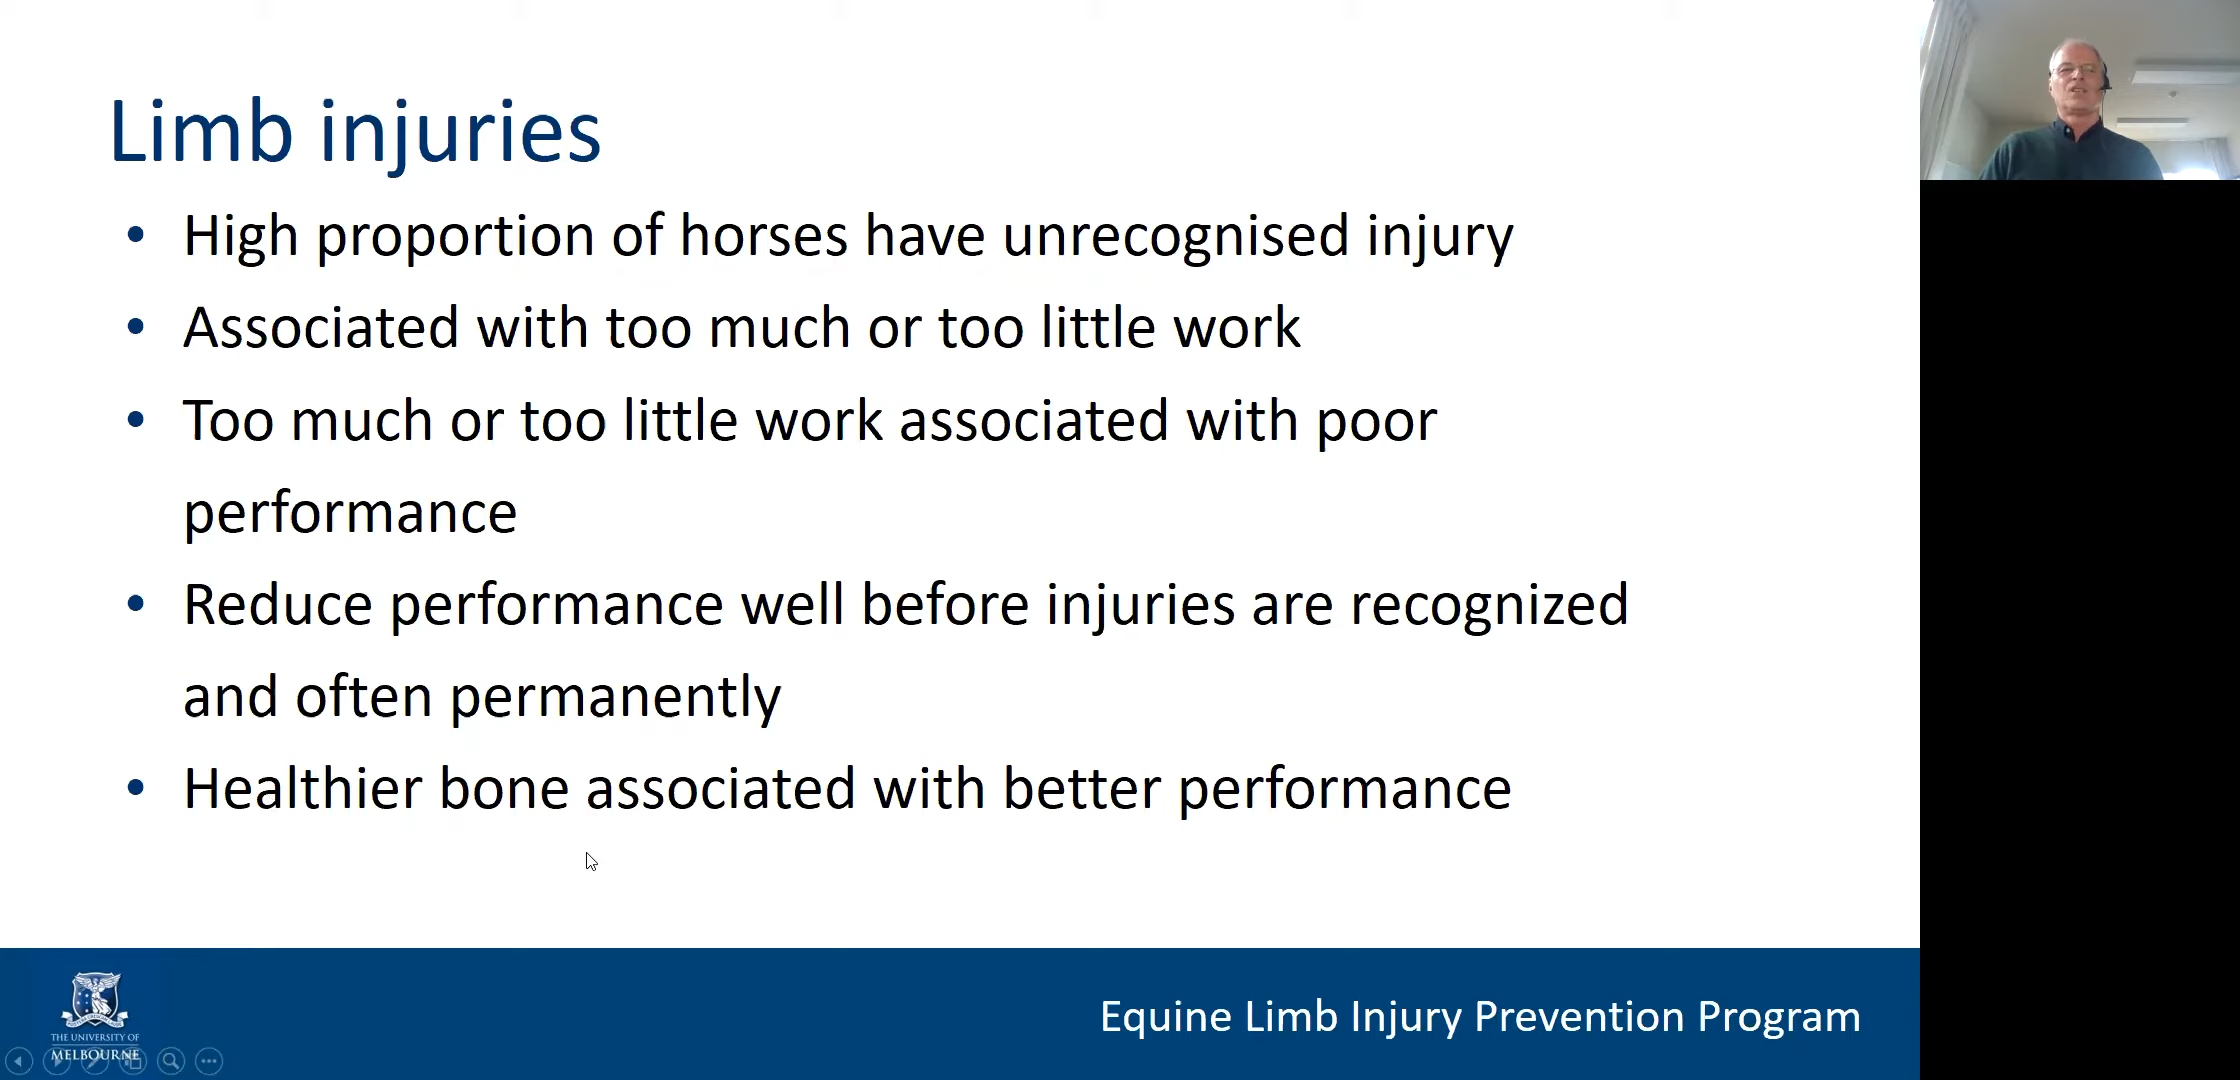 Limb injuries
• High proportion of horses have unrecognised injury
• Associated with too much or too little work
• Too much or too little work associated with poor
performance
• Reduce performance well before injuries are recognized
and often permanently
• Healthier bone associated with better performance
THE UNIVERSITY OF
MELBOURNE
Equine Limb Injury Prevention Program